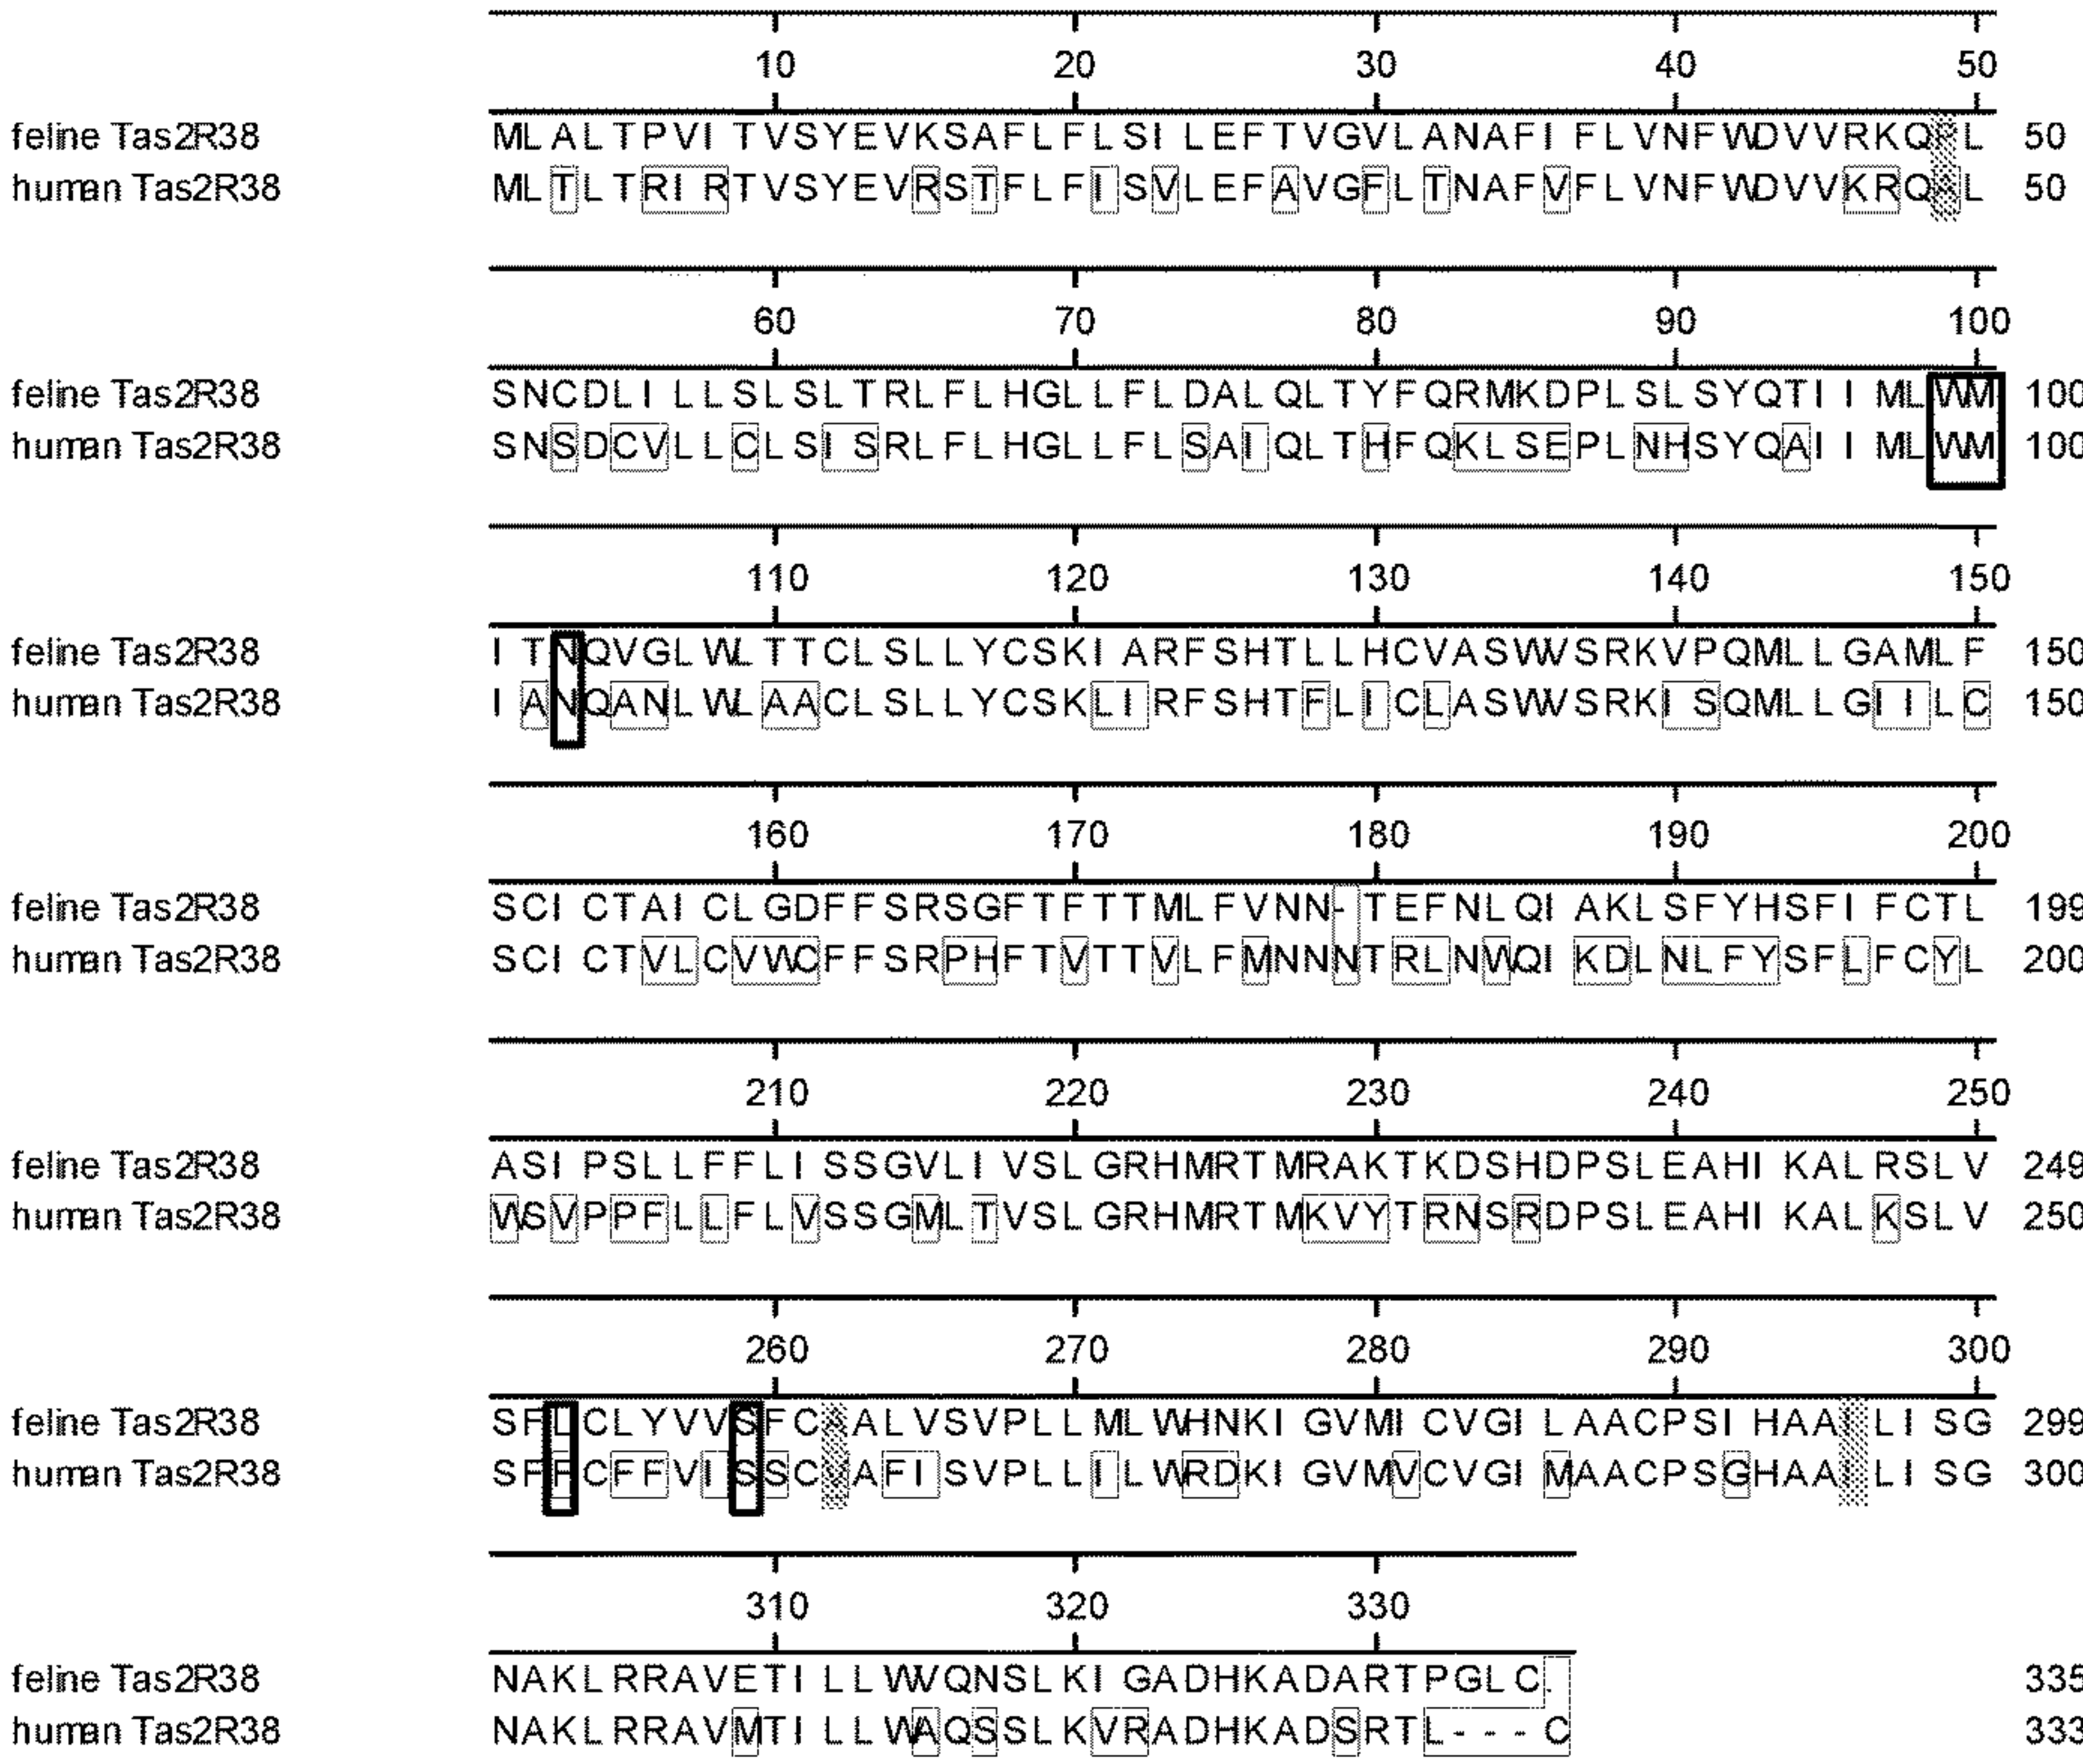 10 20 30 40 50
feline Tas2R38 MLALTPVITVSYEVKSAFLFLSILEFTVGVLANAFIFLVNFWDVVRKQ L 50
human Tas2R38 MLTLTRIRTVSYEVRSTFLFISVLEFAVGFLTNAFVFLVNFWDVVKRQ L 50
60 70 80 90 100
feline Tas2R38 SNCDLILLSLSLTRLFLHGLLFLDALQLTYFQRMKDPLSLSYQTIIMLWM 100
human Tas2R38 SNSDCVLLCLSISRLFLHGLLFLSAIQLTHFQKLSEPLNHSYQAIIMLWM 100
110 120 130 140 150
feline Tas2R38 ITNQVGLWLTTCLSLLYCSKIARFSHTLLHCVASWVSRKVPQMLLGAMLF 150
human Tas2R38 IANQANLWLAACLSLLYCSKLIRFSHTFLICLASWVSRKISQMLLGIILC 150
160 170 180 190 200
feline Tas2R38 SCICTAICLGDFFSRSGFTFTTMLFVNN-TEFNLQIAKLSFYHSFIFCTL 199
human Tas2R38 SCICTVLCVWCFFSRPHFTVTTVLFMNNNTRLNWQIKDLNLFYSFLFCYL 200
210 220 230 240 250
feline Tas2R38 ASIPSLLFFLISSGVLIVSLGRHMRTMRAKTKDSHDPSLEAHIKALRSLV 249
human Tas2R38 WSVPPFLLFLVSSGMLTVSLGRHMRTMKVYTRNSRDPSLEAHIKALKSLV 250
260 270 280 290 300
feline Tas2R38 SFLCLYVVSFC ALVSVPLLMLWHNKIGVMICVGILAACPSIHAA LISG 299
human Tas2R38 SFFCFFVISSC AFISVPLLILWRDKIGVMVCVGIMAACPSGHAA LISG 300
310 320 330
feline Tas2R38 NAKLRRAVETILLWVQNSLKIGADHKADARTPGLC. 335
human Tas2R38 NAKLRRAVMTILLWAQSSLKVRADHKADSRTL---C 333